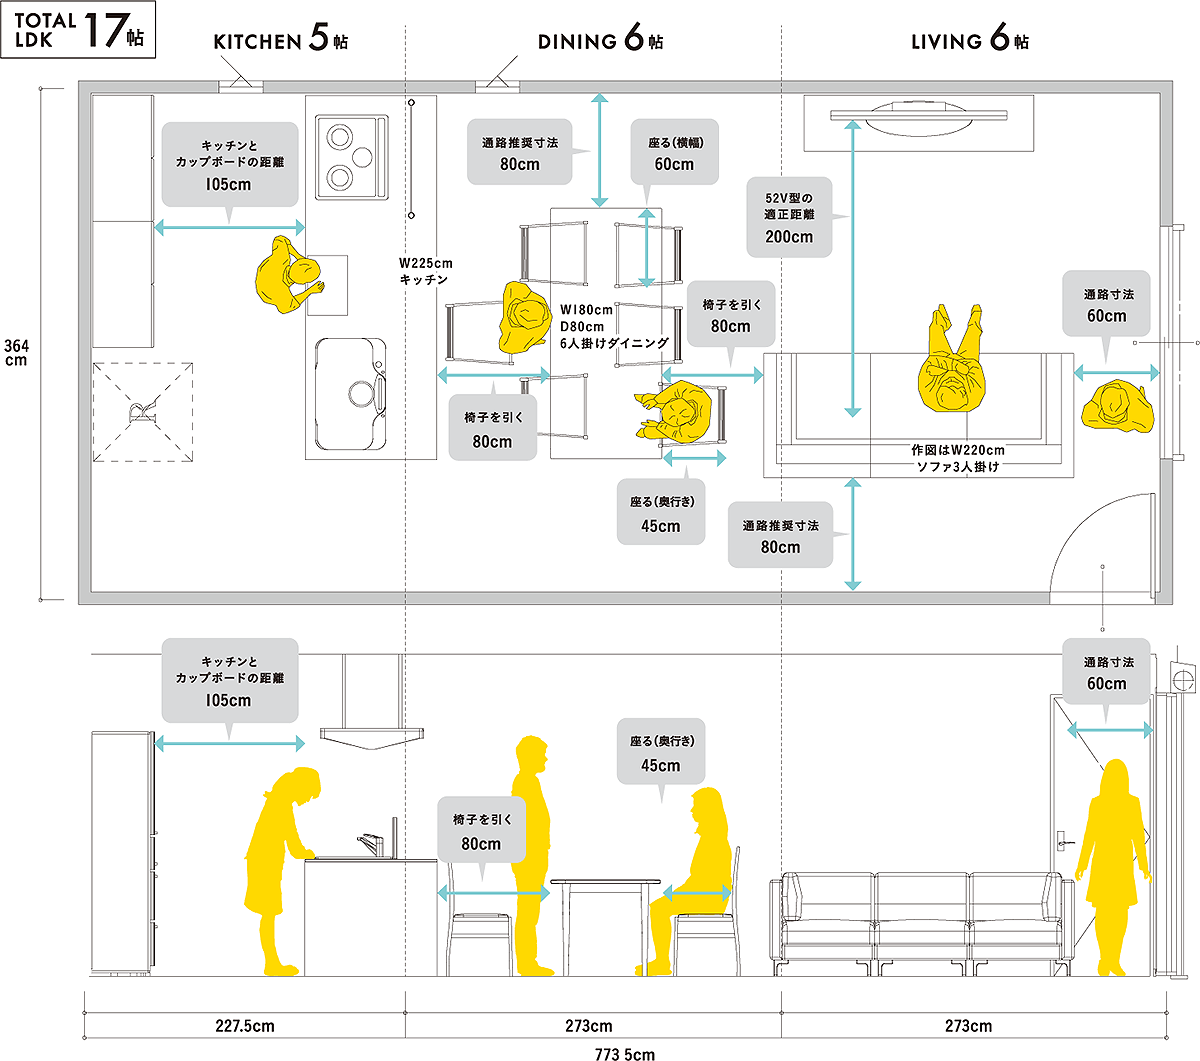 TOTAL
LDK 17帖
KITCHEN 5帖
DINING 6帖
LIVING 6帖
キッチンと
カップボードの距離
105cm
通路推奨寸法
80cm
座る(横幅)
60cm
52V型の
適正距離
200cm
W225cm
キッチン
W180cm
D80cm
6人掛けダイニング
椅子を引く
80cm
通路寸法
60cm
364
cm
R
椅子を引く
80cm
座る(奥行き)
45cm
作図はW220cm
ソファ3人掛け
通路推奨寸法
80cm
キッチンと
カップボードの距離
105cm
通路寸法
60cm
座る(奥行き)
45cm
椅子を引く
80cm
227.5cm
273cm
273cm
773 5cm